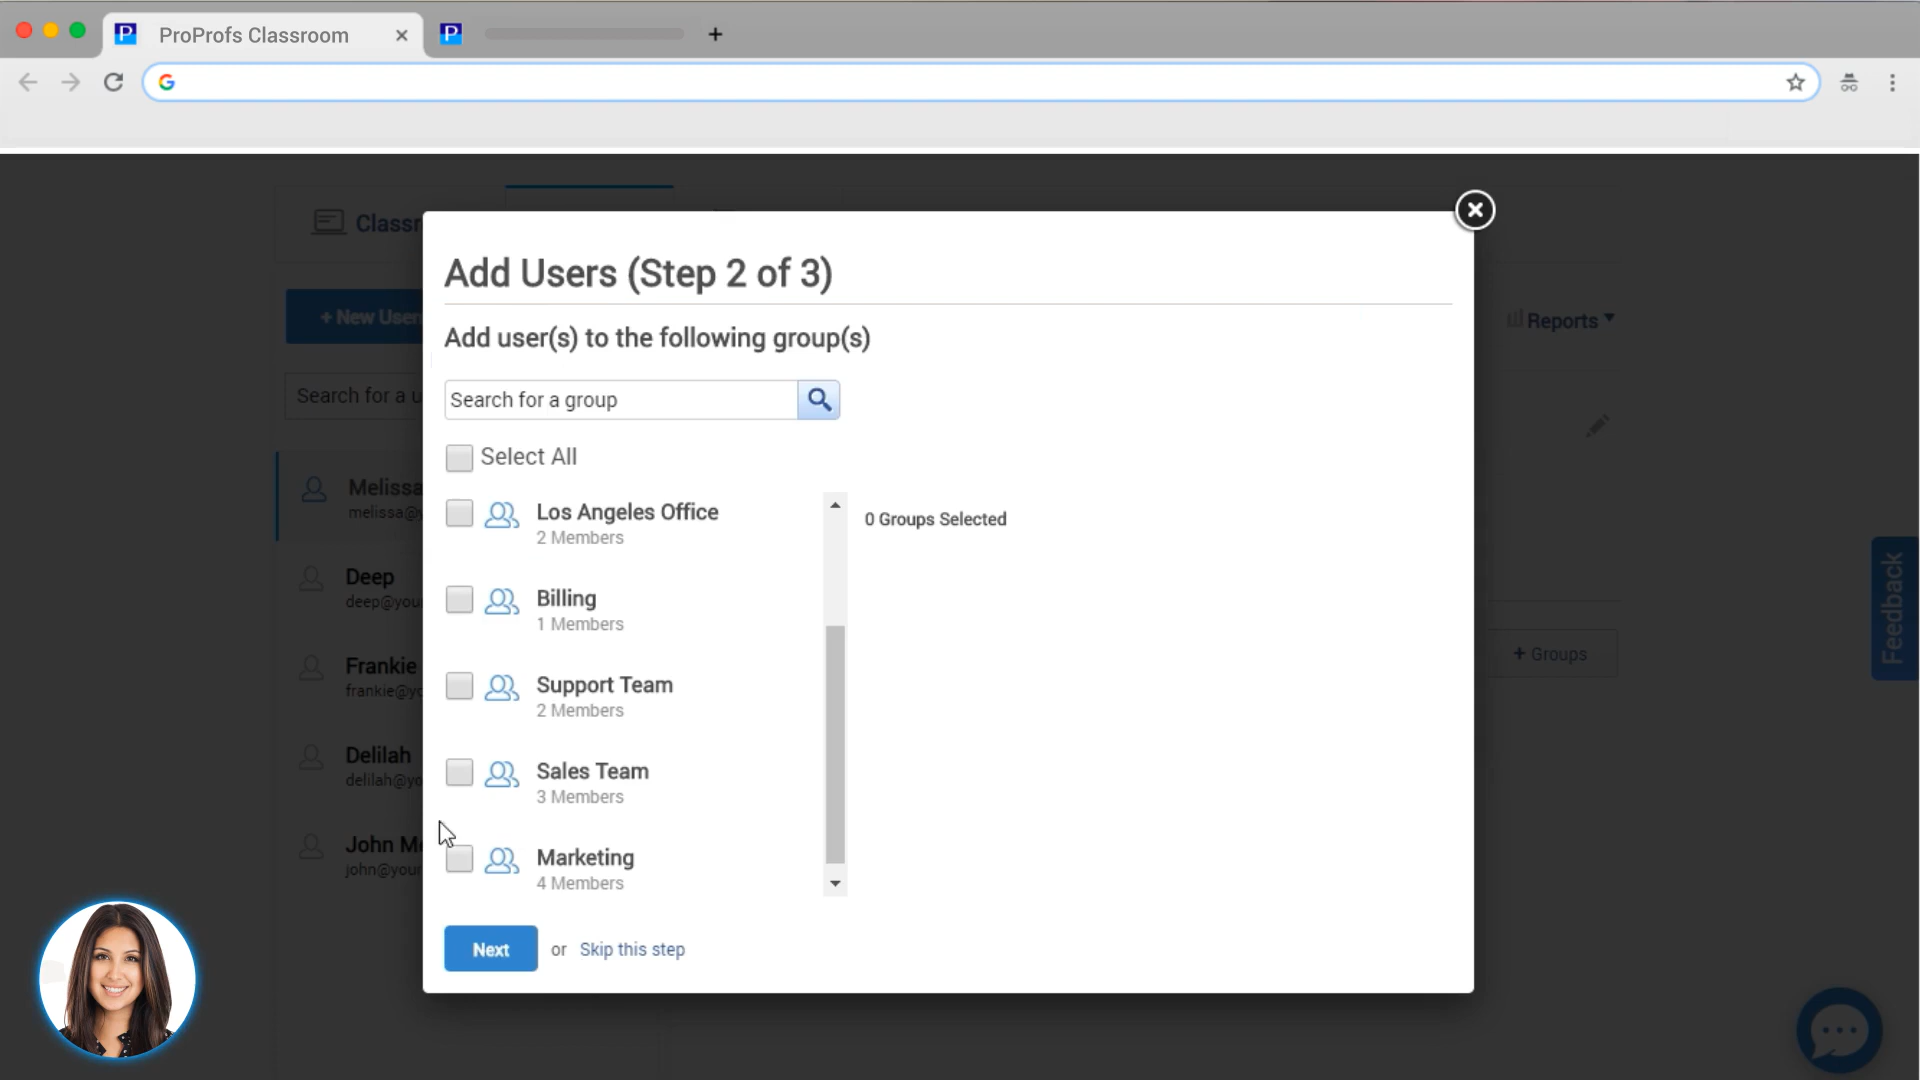 P ProProfs Classroom
P
G
Classr
+ New User
Search for a u
Melissa
melissa@y
Deep
deep@your
Frankie
frankie@yo
Delilah
delilah@yo
John M
john@your
Reports
+ Groups
Feedback
Add Users (Step 2 of 3)
Add user(s) to the following group(s)
Search for a group
Select All
Los Angeles Office
2 Members
0 Groups Selected
Billing
1 Members
Support Team
2 Members
Sales Team
3 Members
Marketing
4 Members
Next or Skip this step